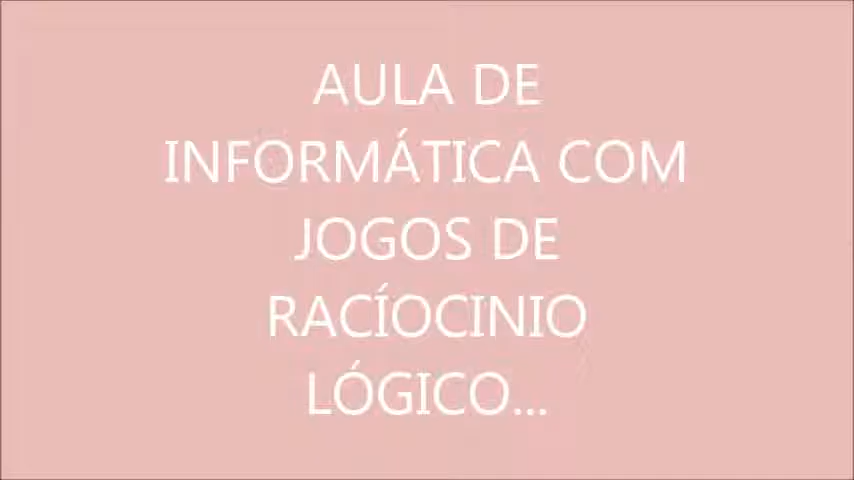 AULA DE
INFORMÁTICA COM
JOGOS DE
RACÍOCINIO
LÓGICO...